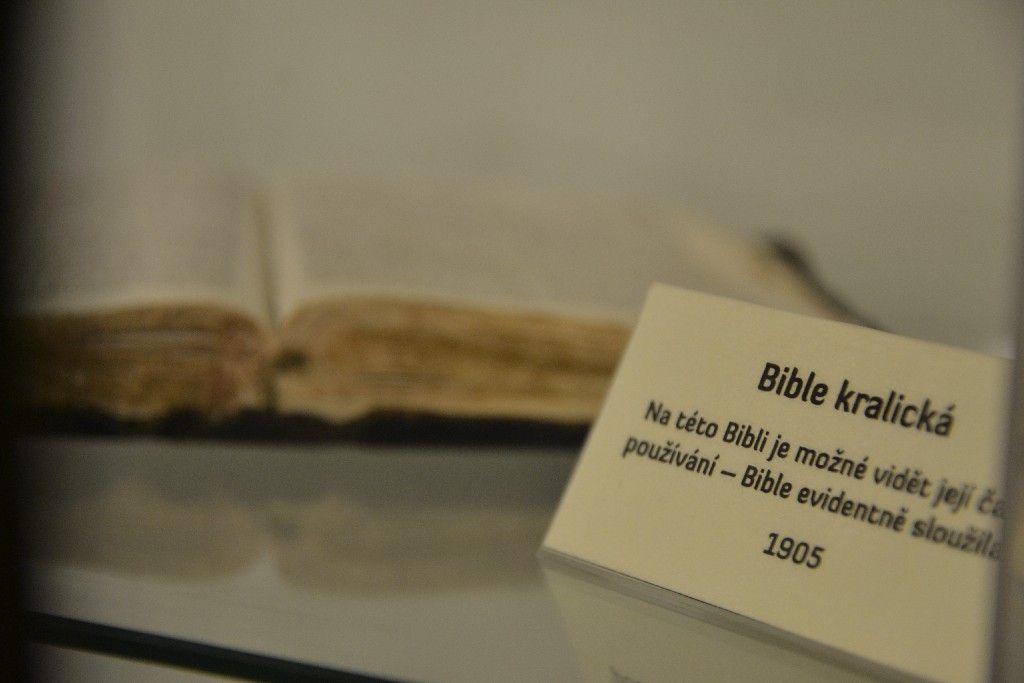 Bible kralická
Na této Bibli je možné vidět její
používání – Bible evidentně sloužila
1905